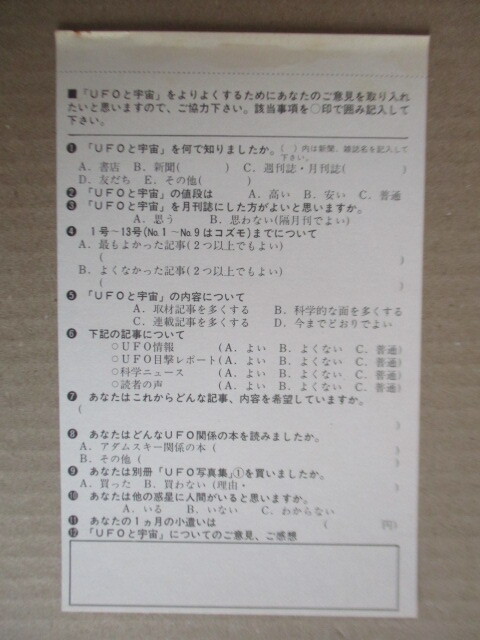 ■「UFOと宇宙」をよりよくするためにあなたのご意見を取り入れ
たいと思いますので、ご協力下さい。該当事項を○印で囲み記入して
下さい。
❶「UFOと宇宙」を何で知りましたか。(　)内は新聞、雑誌名を記入して下さい。
A．書店　B．新聞(　　　)　C．週刊誌・月刊誌(　　　)
D．友だち　E．その他(　　　)
❷「UFOと宇宙」の値段は　A．高い　B．安い　C．普通
❸「UFOと宇宙」を月刊誌にした方がよいと思いますか。
A．思う　B．思わない(隔月刊でよい)
❹ 1号〜13号(No.1〜No.9はコズモ)までについて
A．最もよかった記事(2つ以上でもよい)
(　　　)
B．よくなかった記事(2つ以上でもよい)
(　　　)
❺「UFOと宇宙」の内容について
A．取材記事を多くする　B．科学的な面を多くする
C．連載記事を多くする　D．今までどおりでよい
❻ 下記の記事について
○UFO情報　(A．よい　B．よくない　C．普通)
○UFO目撃レポート(A．よい　B．よくない　C．普通)
○科学ニュース　(A．よい　B．よくない　C．普通)
○読者の声　(A．よい　B．よくない　C．普通)
❼ あなたはこれからどんな記事、内容を希望していますか。
(　　　)
❽ あなたはどんなUFO関係の本を読みましたか。
A．アダムスキー関係の本(　　　)
B．その他(　　　)
❾ あなたは別冊「UFO写真集」①を買いましたか。
A．買った　B．買わない(理由・　　　)
❿ あなたは他の惑星に人間がいると思いますか。
A．いる　B．いない　C．わからない
⓫ あなたの1ヵ月の小遣いは　(　　　円)
⓬「UFOと宇宙」についてのご意見、ご感想